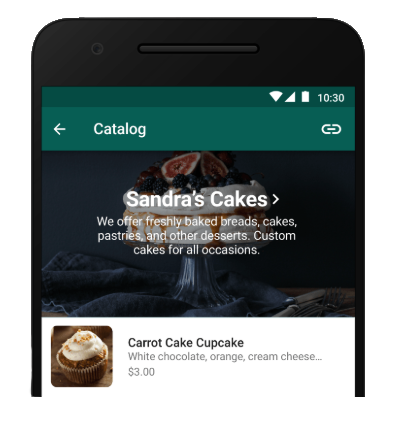 10:30
Catalog
Sandra's Cakes
We offer freshly baked breads, cakes,
pastries, and other desserts. Custom
cakes for all occasions.
Carrot Cake Cupcake
White chocolate, orange, cream cheese...
$3.00